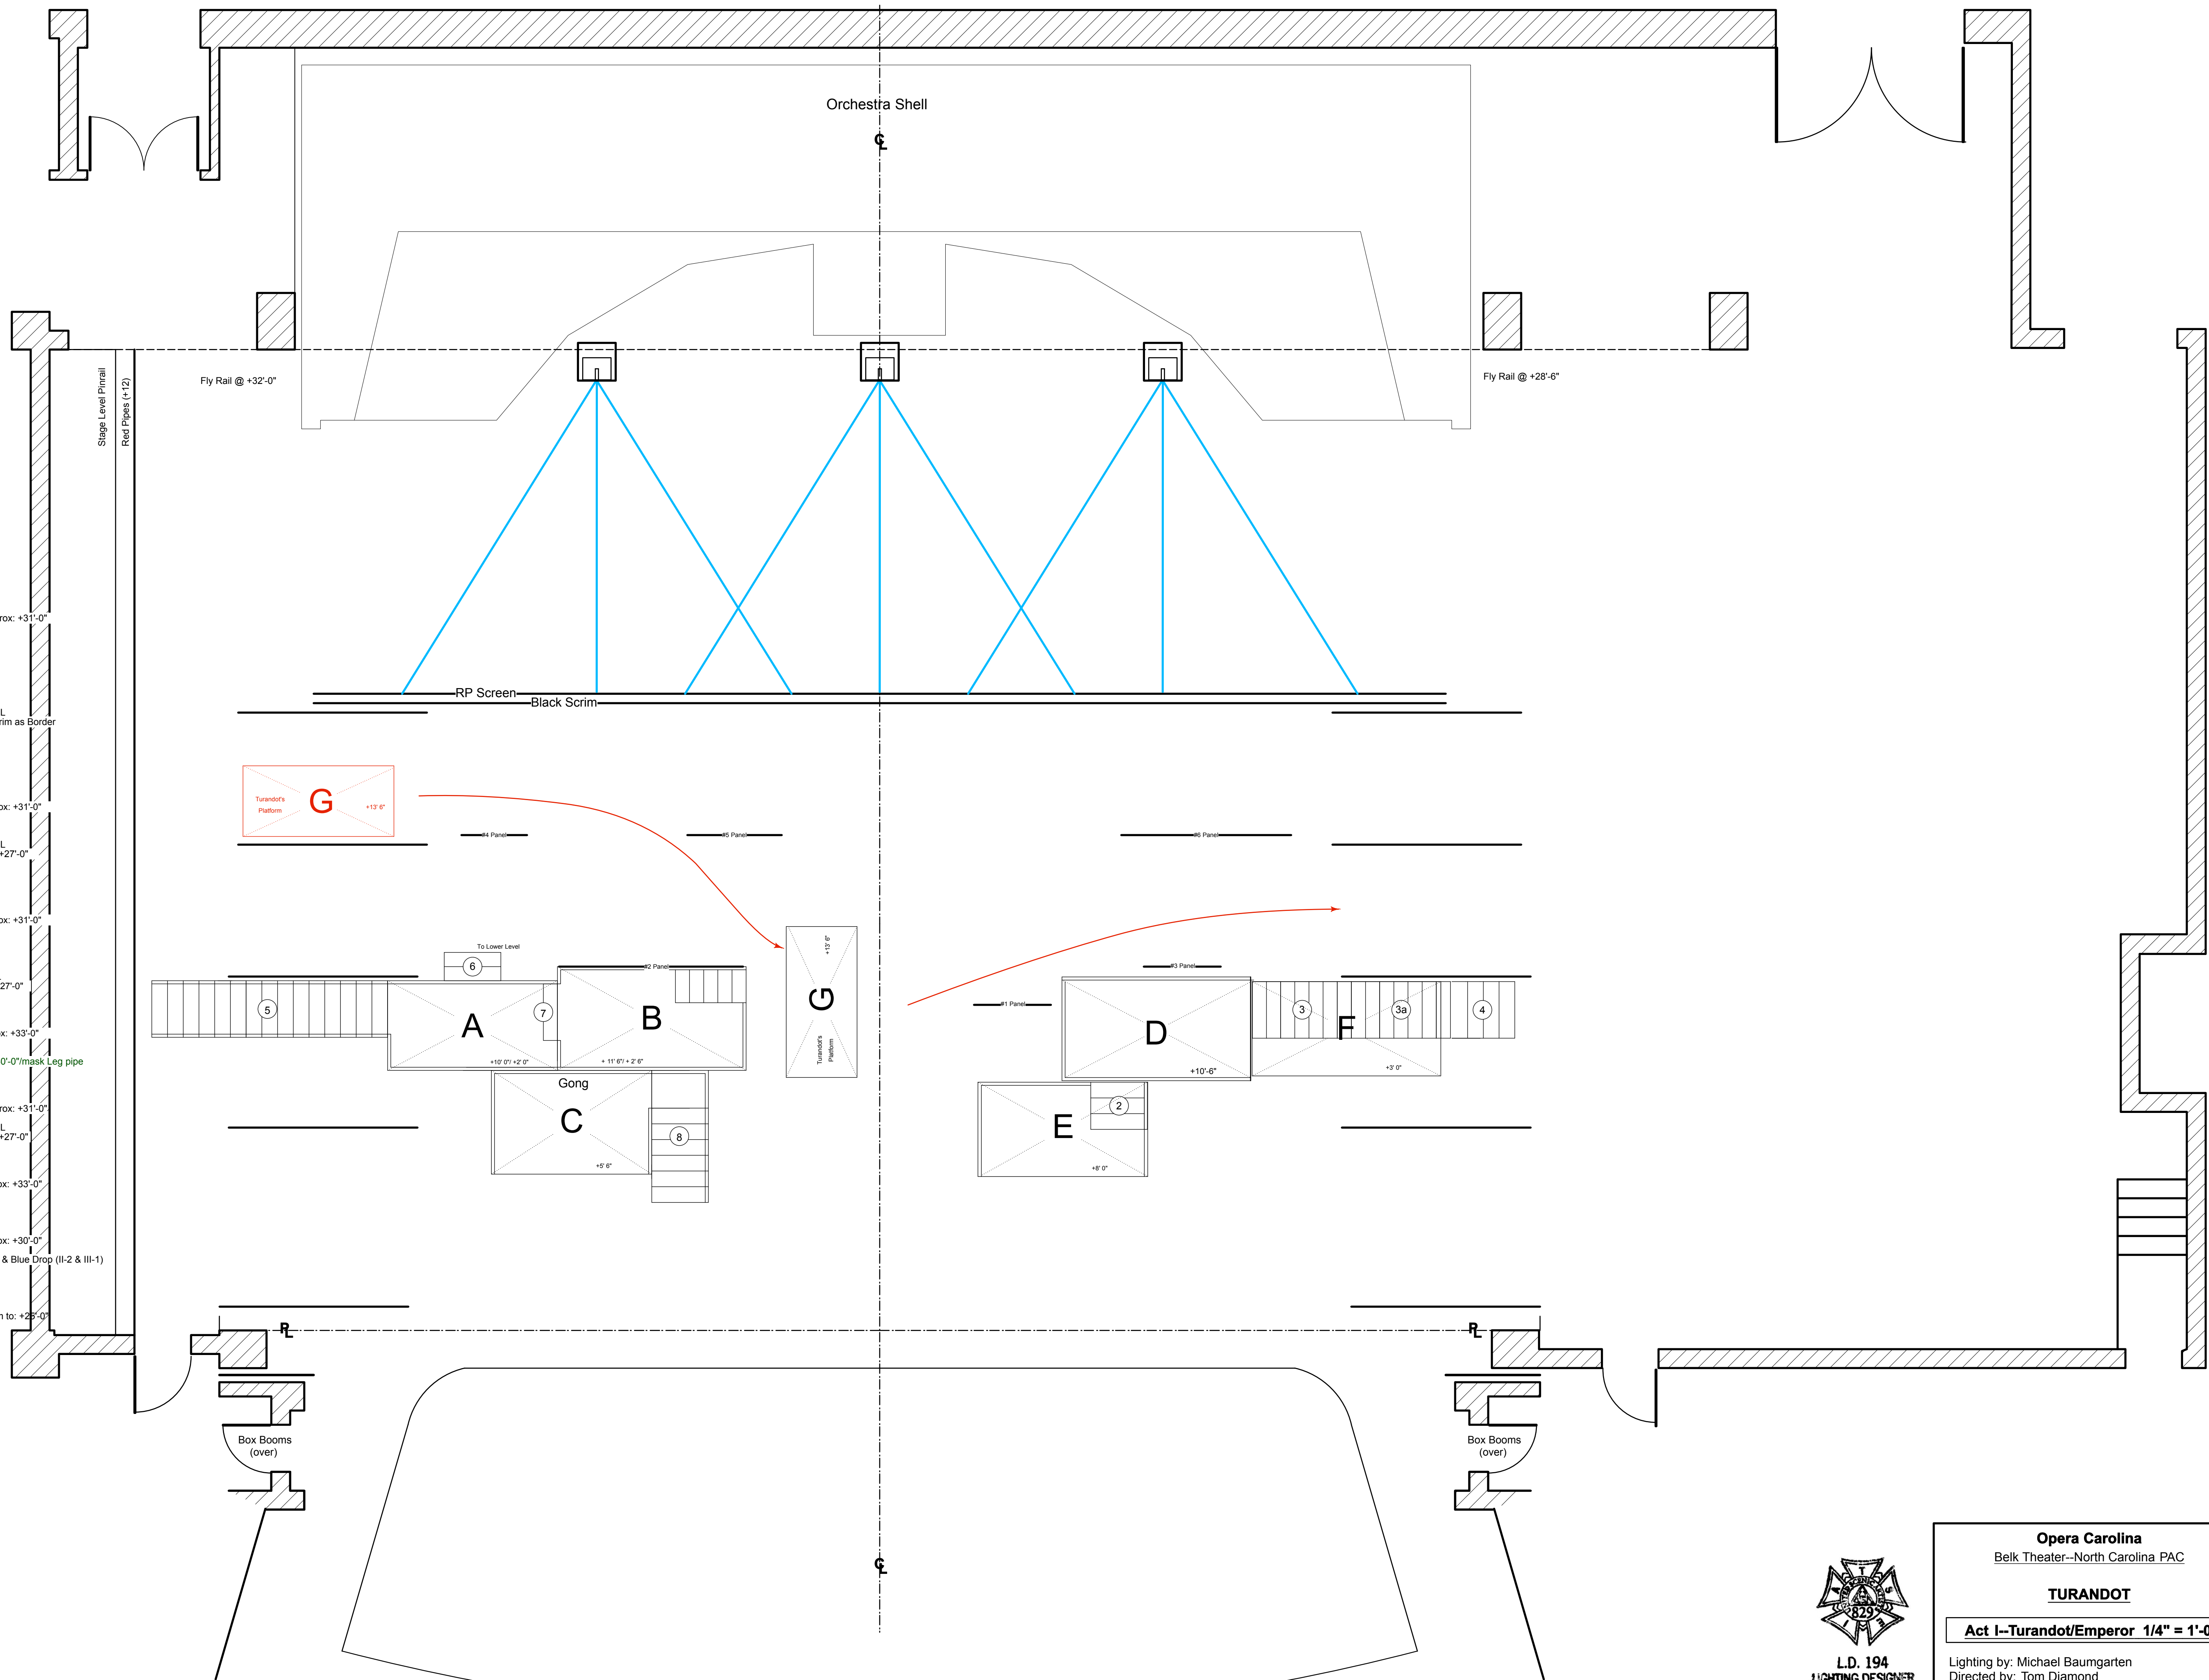 Orchestra Shell
CL
Stage Level Pinrail
Red Pipes (+12)
Fly Rail @ +32'-0"
Fly Rail @ +28'-6"
rox: +31'-0"
RP Screen
Black Scrim
L
rim as Border
Turandot's
Platform
G
+13' 6"
ox: +31'-0"
#4 Panel
#5 Panel
#6 Panel
L
+27'-0"
ox: +31'-0"
To Lower Level
6
#2 Panel
+13' 6"
G
Turandot's
Platform
#3 Panel
#1 Panel
27'-0"
5
A
7
B
D
3
3a
F
4
ox: +33'-0"
+10' 0"/ +2' 0"
+ 11' 6"/ + 2' 6"
+10'-6"
+3' 0"
0'-0"/mask Leg pipe
Gong
C
E
2
rox: +31'-0"
L
+27'-0"
8
+5' 6"
+8' 0"
ox: +33'-0"
ox: +30'-0"
& Blue Drop (II-2 & III-1)
n to: +26'-0"
PL
PL
Box Booms
(over)
Box Booms
(over)
CL
Opera Carolina
Belk Theater--North Carolina PAC
TURANDOT
Act I--Turandot/Emperor 1/4" = 1'-0
Lighting by: Michael Baumgarten
Directed by: Tom Diamond
829
L.D. 194
LIGHTING DESIGNER